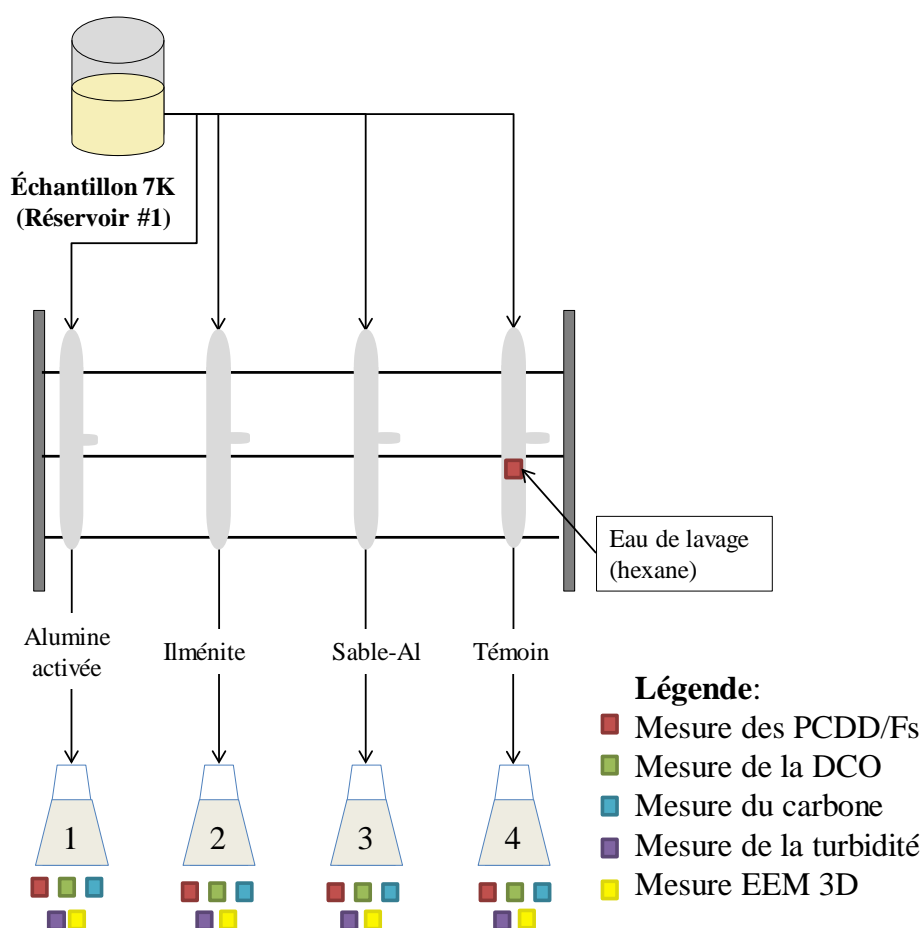 Échantillon 7K
(Réservoir #1)
Eau de lavage
(hexane)
Alumine
activée
Ilménite
Sable-Al
Témoin
1
2
3
4
Légende:
Mesure des PCDD/Fs
Mesure de la DCO
Mesure du carbone
Mesure de la turbidité
Mesure EEM 3D